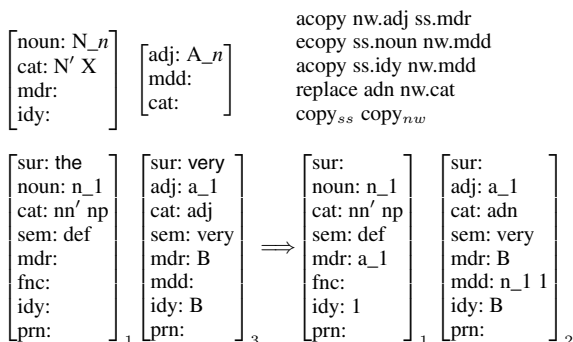 noun: N_n
cat: N′ X
mdr:
idy:
adj: A_n
mdd:
cat:
acopy nw.adj ss.mdr
ecopy ss.noun nw.mdd
acopy ss.idy nw.mdd
replace adn nw.cat
copy_ss copy_nw
sur: the
noun: n_1
cat: nn′ np
sem: def
mdr:
fnc:
idy:
prn:
1
sur: very
adj: a_1
cat: adj
sem: very
mdr: B
mdd:
idy: B
prn:
3
⟹
sur:
noun: n_1
cat: nn′ np
sem: def
mdr: a_1
fnc:
idy: 1
prn:
1
sur:
adj: a_1
cat: adn
sem: very
mdr: B
mdd: n_1 1
idy: B
prn:
2